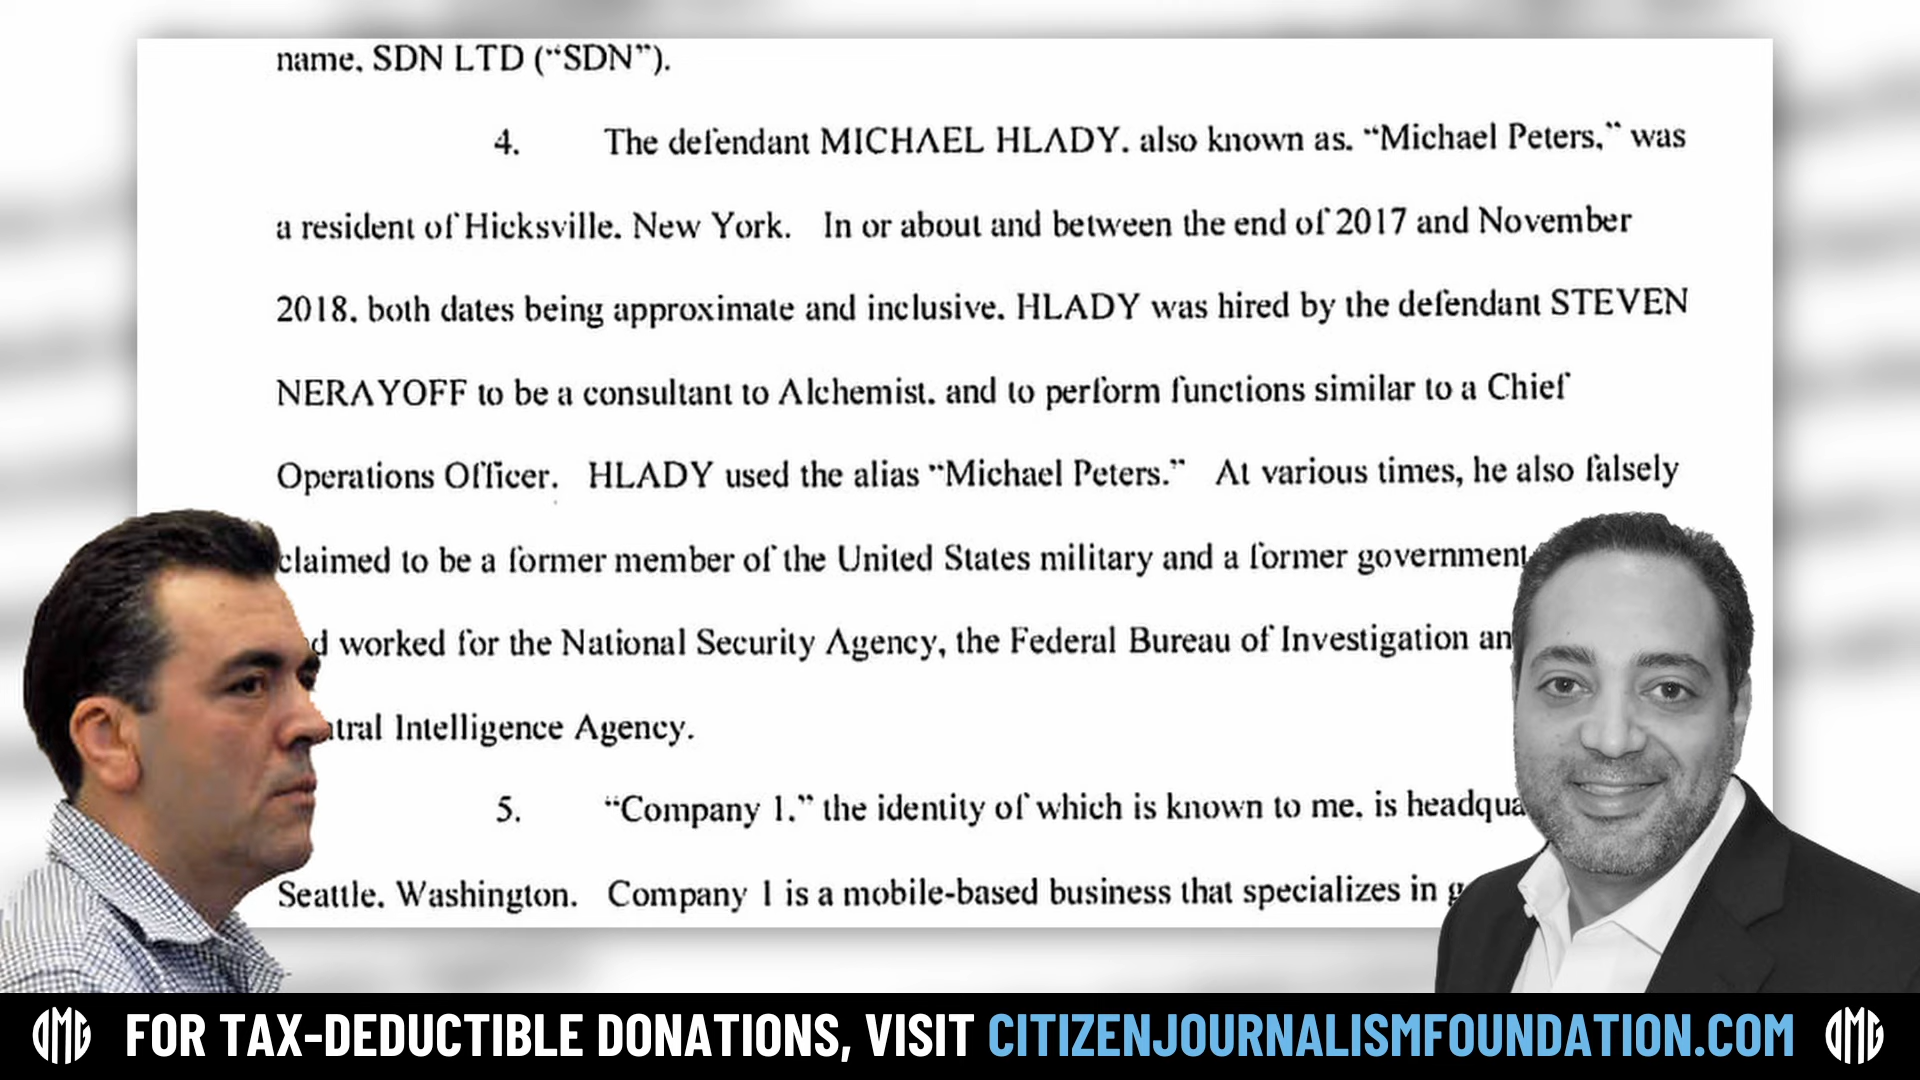 name, SDN LTD (“SDN”).
4. The defendant MICHAEL HLADY, also known as, “Michael Peters,” was
a resident of Hicksville, New York. In or about and between the end of 2017 and November
2018, both dates being approximate and inclusive, HLADY was hired by the defendant STEVEN
NERAYOFF to be a consultant to Alchemist, and to perform functions similar to a Chief
Operations Officer. HLADY used the alias “Michael Peters.” At various times, he also falsely
claimed to be a former member of the United States military and a former government
worked for the National Security Agency, the Federal Bureau of Investigation
Intelligence Agency.
5. “Company 1,” the identity of which is known to me, is
Seattle, Washington. Company 1 is a mobile-based business that specializes in
OMG FOR TAX-DEDUCTIBLE DONATIONS, VISIT CITIZENJOURNALISMFOUNDATION.COM OMG